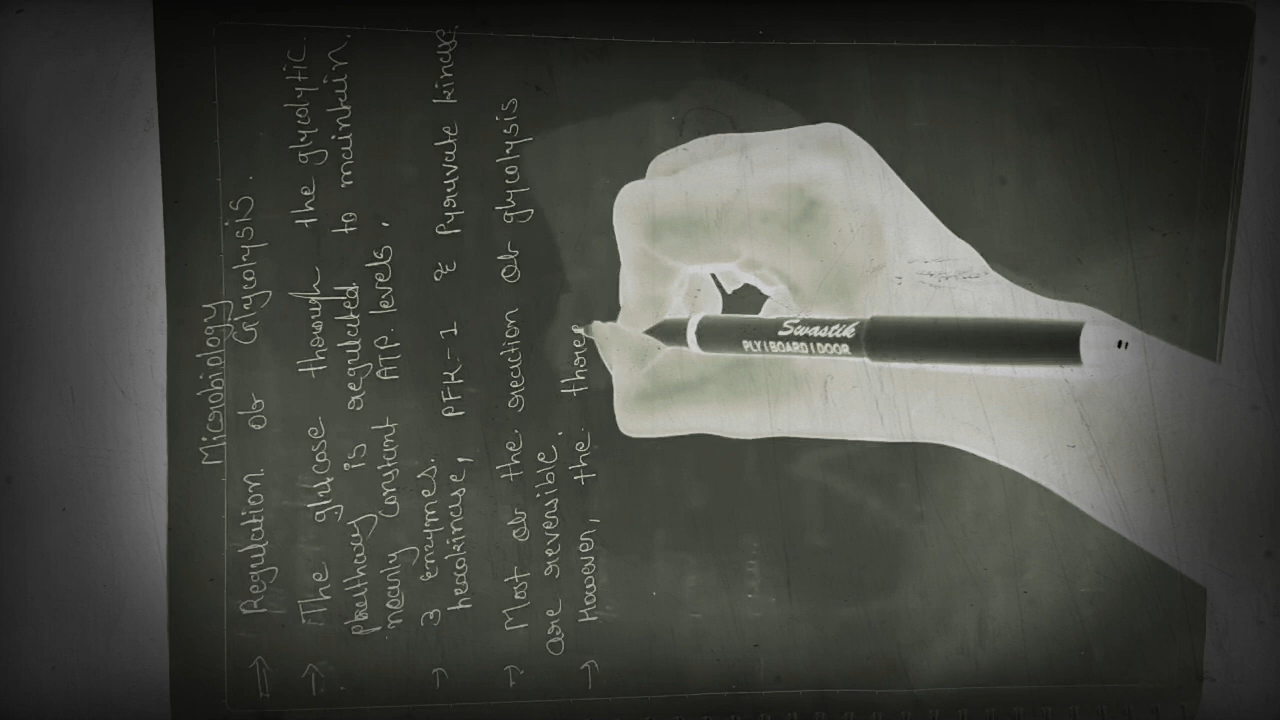 Microbiology
⇒ Regulation of Glycolysis.
⇒ The glucose though the glycolytic
pathway is regulated to maintain.
nearly constant ATP levels.
→ 3 enzymes.
hexokinase, PFK-1 & Pyruvate kinase.
→ Most of the reaction of glycolysis
are reversible.
→ However, the. three
Swastik
PLY | BOARD | DOOR